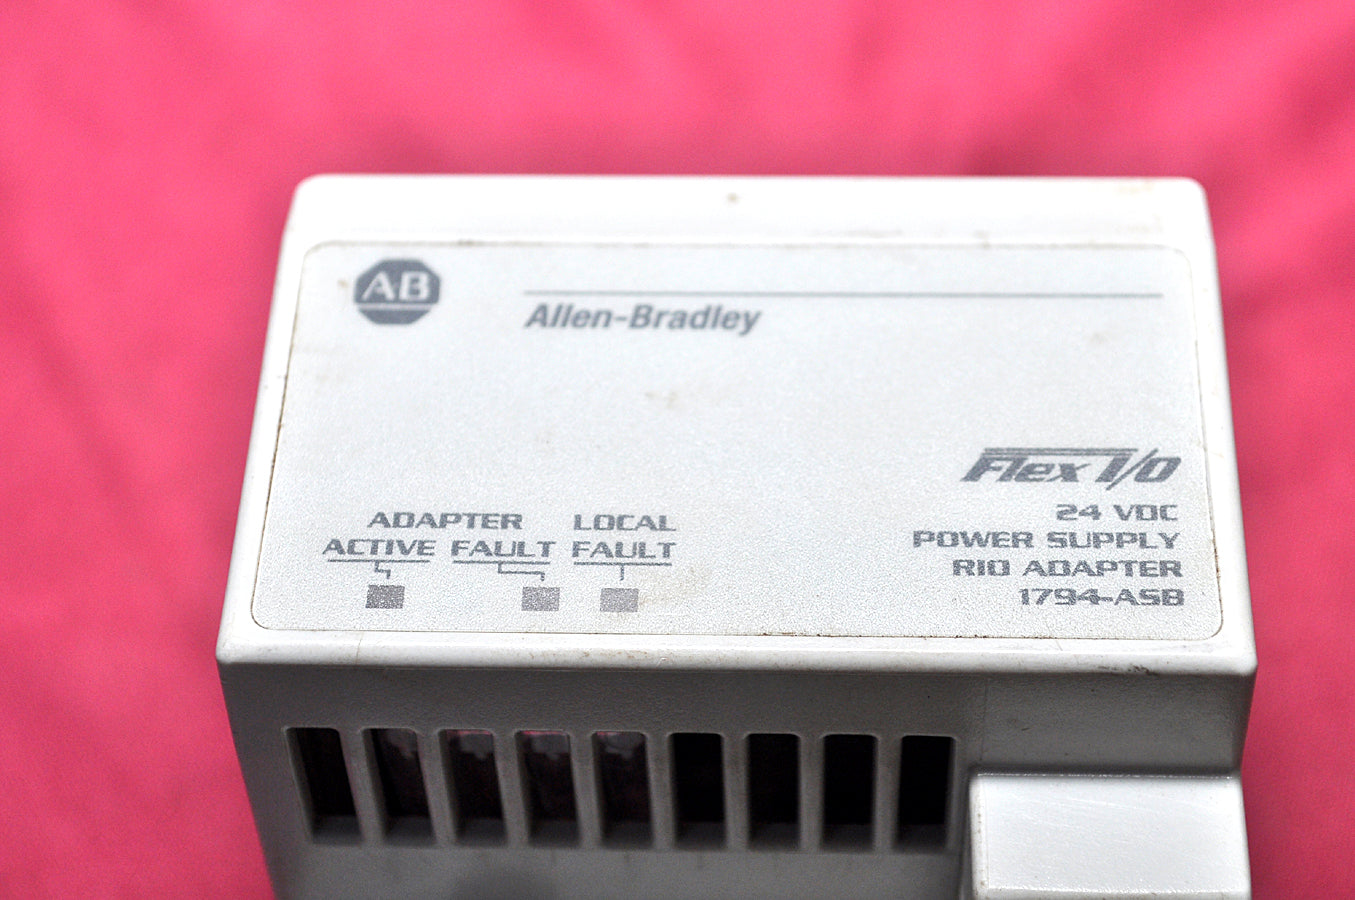 AB
Allen-Bradley
Flex I/O
24 VDC
POWER SUPPLY
RIO ADAPTER
1794-ASB
ADAPTER LOCAL
ACTIVE FAULT FAULT